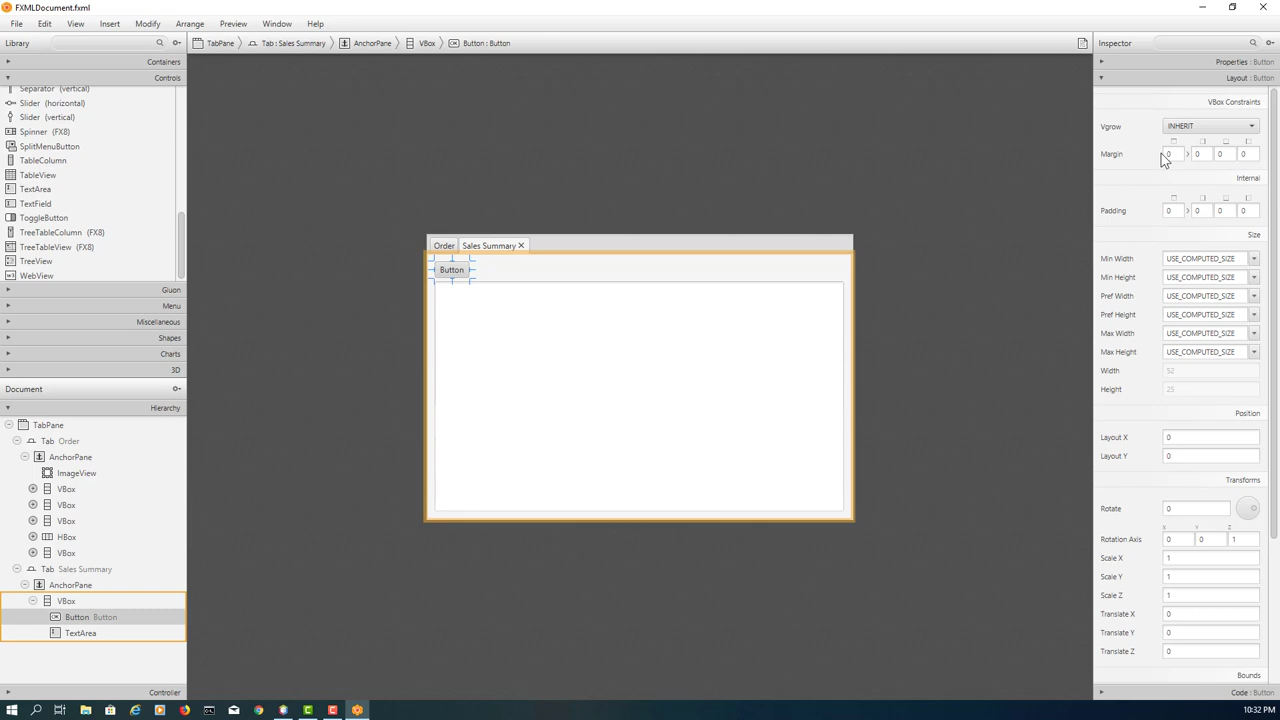 FXMLDocument.fxml
File Edit View Insert Modify Arrange Preview Window Help
Library
TabPane Tab : Sales Summary AnchorPane VBox Button : Button
Inspector
Containers
Controls
Separator (vertical)
Slider (horizontal)
Slider (vertical)
Spinner (FX8)
SplitMenuButton
TableColumn
TableView
TextArea
TextField
ToggleButton
TreeTableColumn (FX8)
TreeTableView (FX8)
TreeView
WebView
Gluon
Menu
Miscellaneous
Shapes
Charts
3D
Document
Hierarchy
TabPane
Tab Order
AnchorPane
ImageView
VBox
VBox
VBox
HBox
VBox
Tab Sales Summary
AnchorPane
VBox
Button Button
TextArea
Controller
Order Sales Summary
Button
Properties : Button
Layout : Button
VBox Constraints
Vgrow INHERIT
Margin 0 0 0 0
Internal
Padding 0 0 0 0
Size
Min Width USE_COMPUTED_SIZE
Min Height USE_COMPUTED_SIZE
Pref Width USE_COMPUTED_SIZE
Pref Height USE_COMPUTED_SIZE
Max Width USE_COMPUTED_SIZE
Max Height USE_COMPUTED_SIZE
Width 52
Height 25
Position
Layout X 0
Layout Y 0
Transforms
Rotate 0
X Y Z
Rotation Axis 0 0 1
Scale X 1
Scale Y 1
Scale Z 1
Translate X 0
Translate Y 0
Translate Z 0
Bounds
Code : Button
10:32 PM